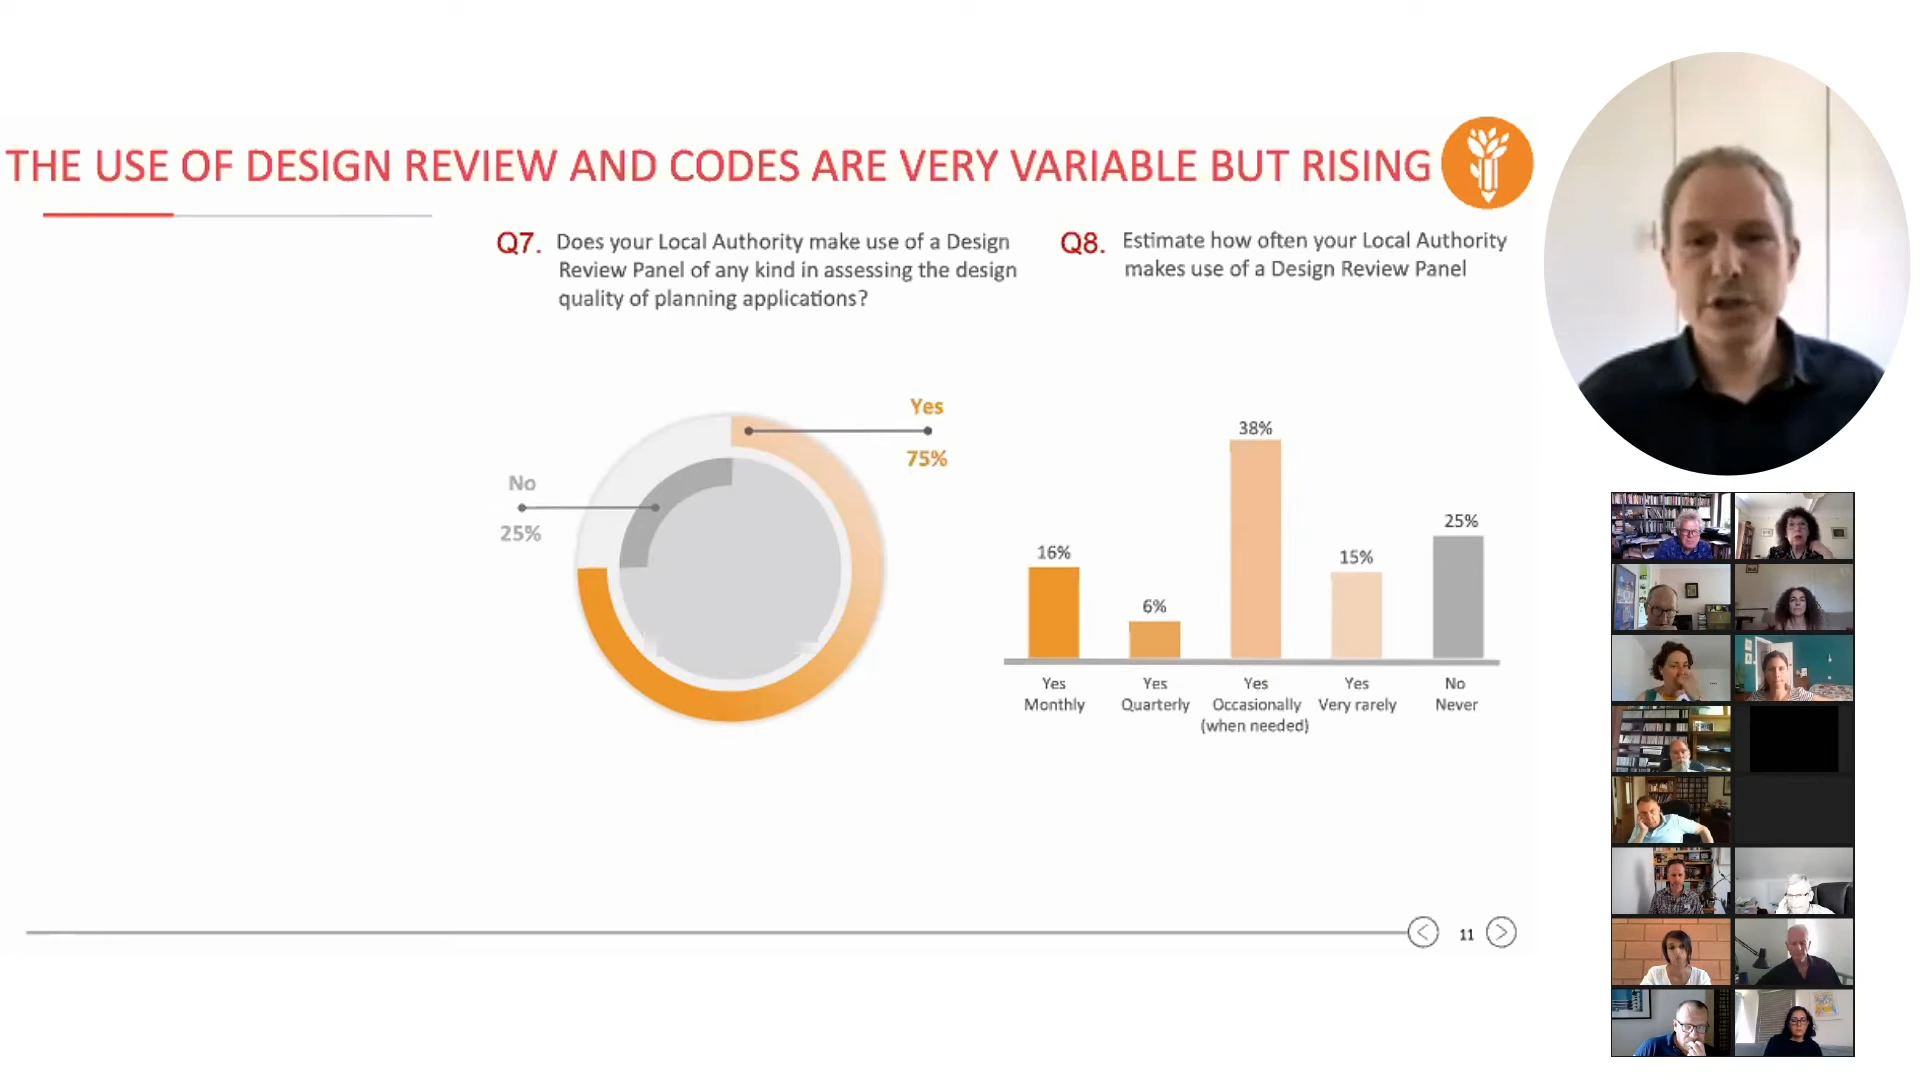 THE USE OF DESIGN REVIEW AND CODES ARE VERY VARIABLE BUT RISING
Q7. Does your Local Authority make use of a Design
Review Panel of any kind in assessing the design
quality of planning applications?
Yes
75%
No
25%
Q8. Estimate how often your Local Authority
makes use of a Design Review Panel
16%
6%
38%
15%
25%
Yes
Monthly
Yes
Quarterly
Yes
Occasionally
(when needed)
Yes
Very rarely
No
Never
11